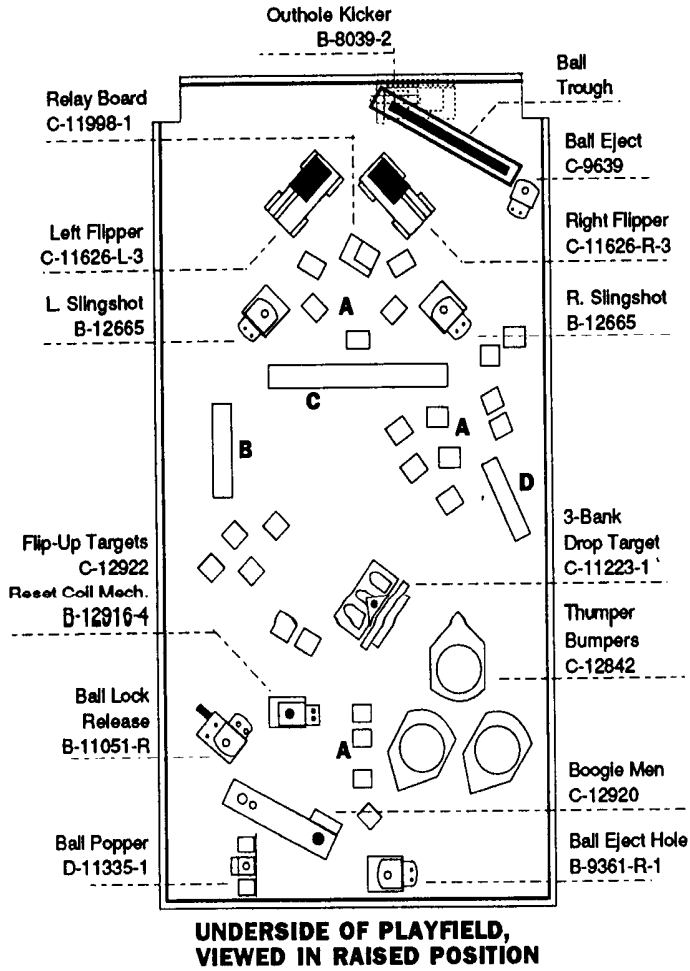 Outhole Kicker
B-8039-2
Ball
Trough
Relay Board
C-11998-1
Ball Eject
C-9639
Left Flipper
C-11626-L-3
Right Flipper
C-11626-R-3
L. Slingshot
B-12665
R. Slingshot
B-12665
A
C
B
A
D
Flip-Up Targets
C-12922
Reset Coil Mech.
B-12916-4
3-Bank
Drop Target
C-11223-1
Thumper
Bumpers
C-12842
Ball Lock
Release
B-11051-R
A
Boogie Men
C-12920
Ball Popper
D-11335-1
Ball Eject Hole
B-9361-R-1
UNDERSIDE OF PLAYFIELD,
VIEWED IN RAISED POSITION